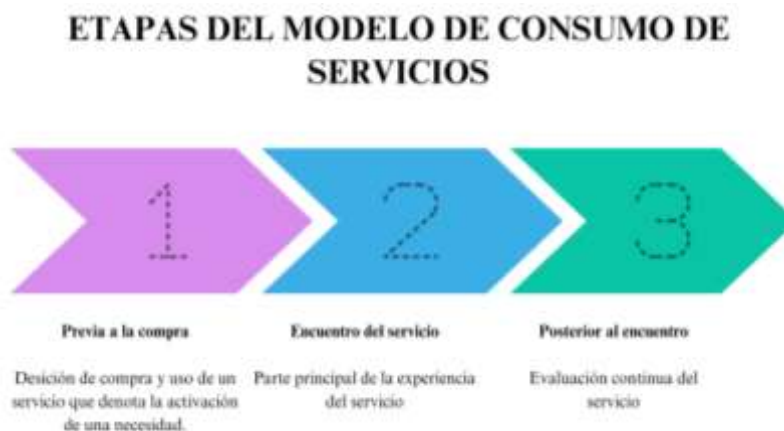 ETAPAS DEL MODELO DE CONSUMO DE
SERVICIOS
1
2
3
Previa a la compra
Desición de compra y uso de un
servicio que denota la activación
de una necesidad.
Encuentro del servicio
Parte principal de la experiencia
del servicio
Posterior al encuentro
Evaluación continua del
servicio